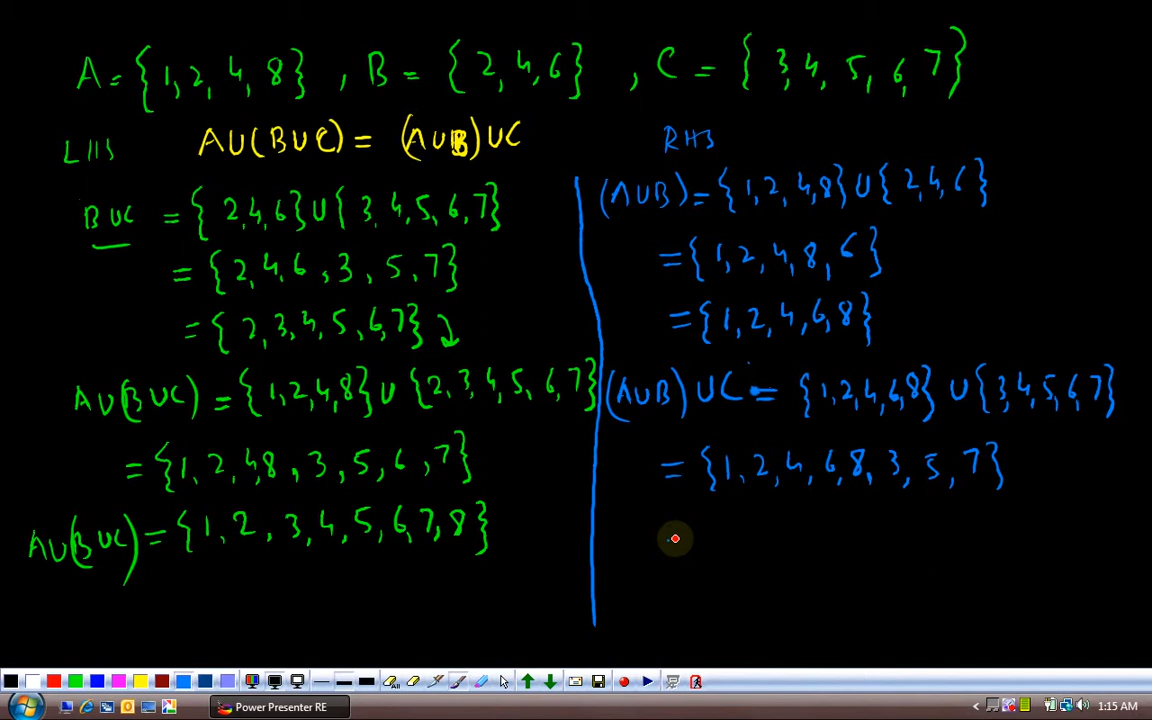 A = {1, 2, 4, 8} , B = {2, 4, 6} , C = {3, 4, 5, 6, 7}
A∪(B∪C) = (A∪B)∪C
LHS
B∪C = {2,4,6}∪{3,4,5,6,7}
= {2,4,6,3,5,7}
= {2,3,4,5,6,7}
A∪(B∪C) = {1,2,4,8}∪{2,3,4,5,6,7}
= {1,2,4,8,3,5,6,7}
A∪(B∪C) = {1,2,3,4,5,6,7,8}
RHS
(A∪B) = {1,2,4,8}∪{2,4,6}
= {1,2,4,8,6}
= {1,2,4,6,8}
(A∪B)∪C = {1,2,4,6,8}∪{3,4,5,6,7}
= {1,2,4,6,8,3,5,7}
All
Power Presenter RE
1:15 AM